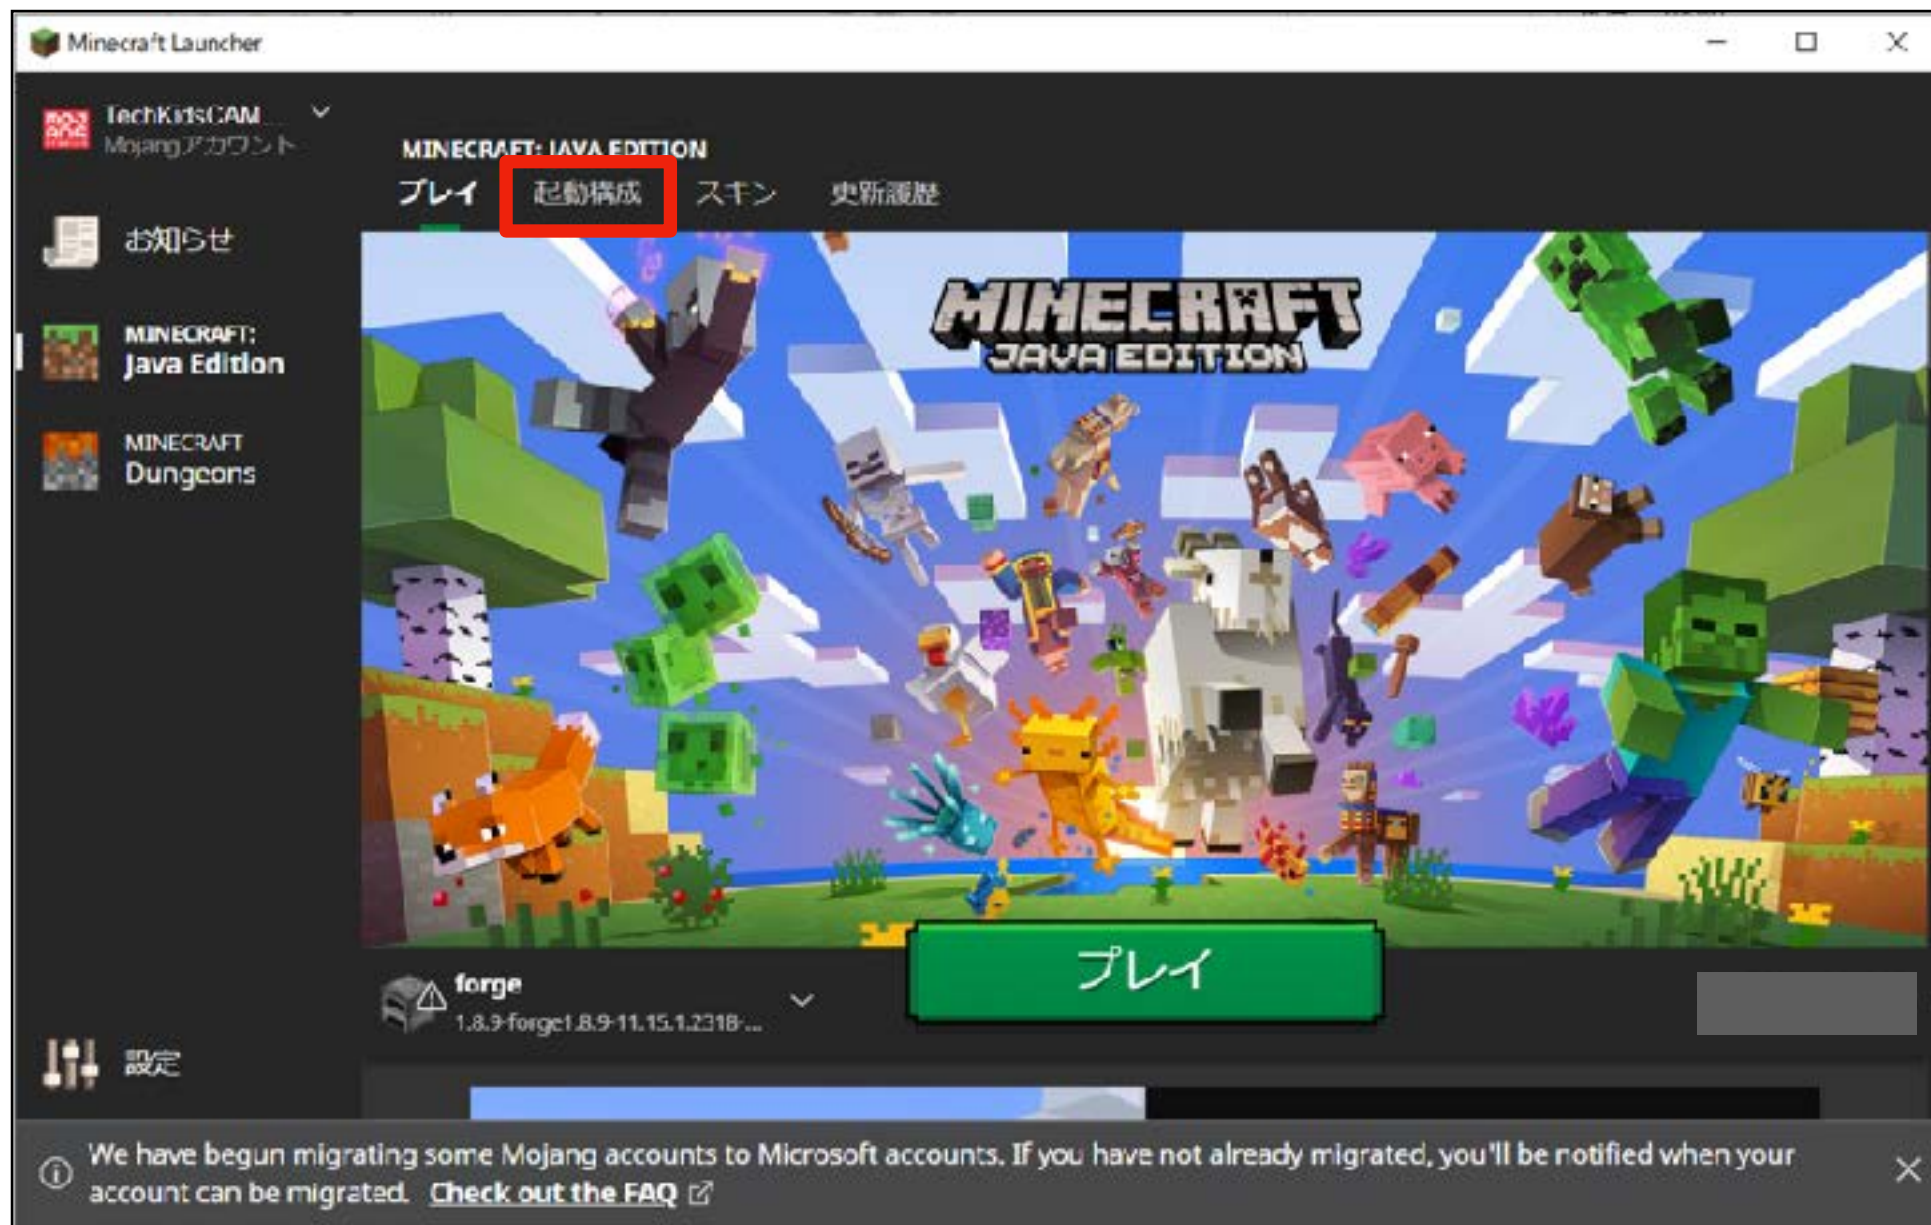 Minecraft Launcher
TechKidsCAM...
Mojangアカウント
お知らせ
MINECRAFT:
Java Edition
MINECRAFT
Dungeons
設定
MINECRAFT: JAVA EDITION
プレイ 起動構成 スキン 更新履歴
MINECRAFT
JAVA EDITION
forge
1.8.9-forge1.8.9-11.15.1.2318-...
プレイ
We have begun migrating some Mojang accounts to Microsoft accounts. If you have not already migrated, you'll be notified when your
account can be migrated. Check out the FAQ